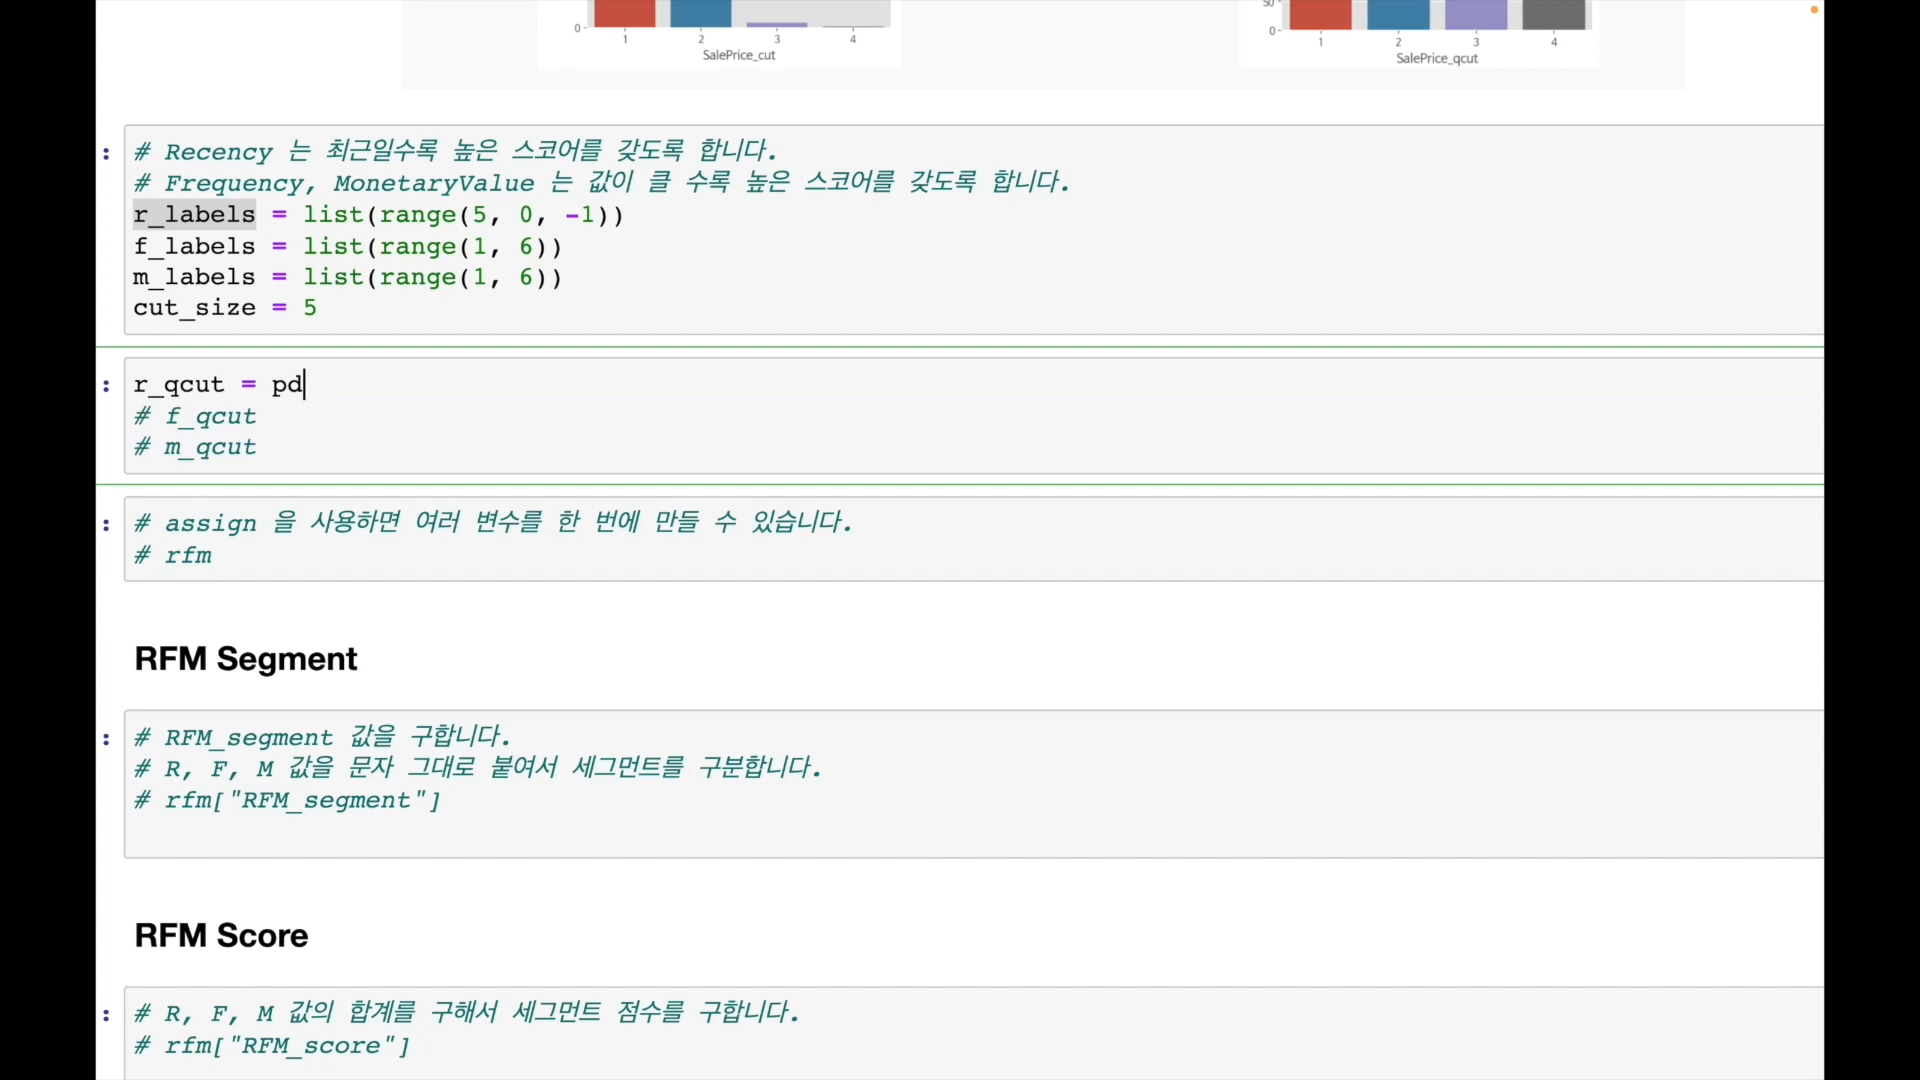 50
0
1 2 3 4
SalePrice_cut
0
1 2 3 4
SalePrice_qcut
# Recency 는 최근일수록 높은 스코어를 갖도록 합니다.
# Frequency, MonetaryValue 는 값이 클 수록 높은 스코어를 갖도록 합니다.
r_labels = list(range(5, 0, -1))
f_labels = list(range(1, 6))
m_labels = list(range(1, 6))
cut_size = 5
r_qcut = pd
# f_qcut
# m_qcut
# assign 을 사용하면 여러 변수를 한 번에 만들 수 있습니다.
# rfm
RFM Segment
# RFM_segment 값을 구합니다.
# R, F, M 값을 문자 그대로 붙여서 세그먼트를 구분합니다.
# rfm["RFM_segment"]
RFM Score
# R, F, M 값의 합계를 구해서 세그먼트 점수를 구합니다.
# rfm["RFM_score"]